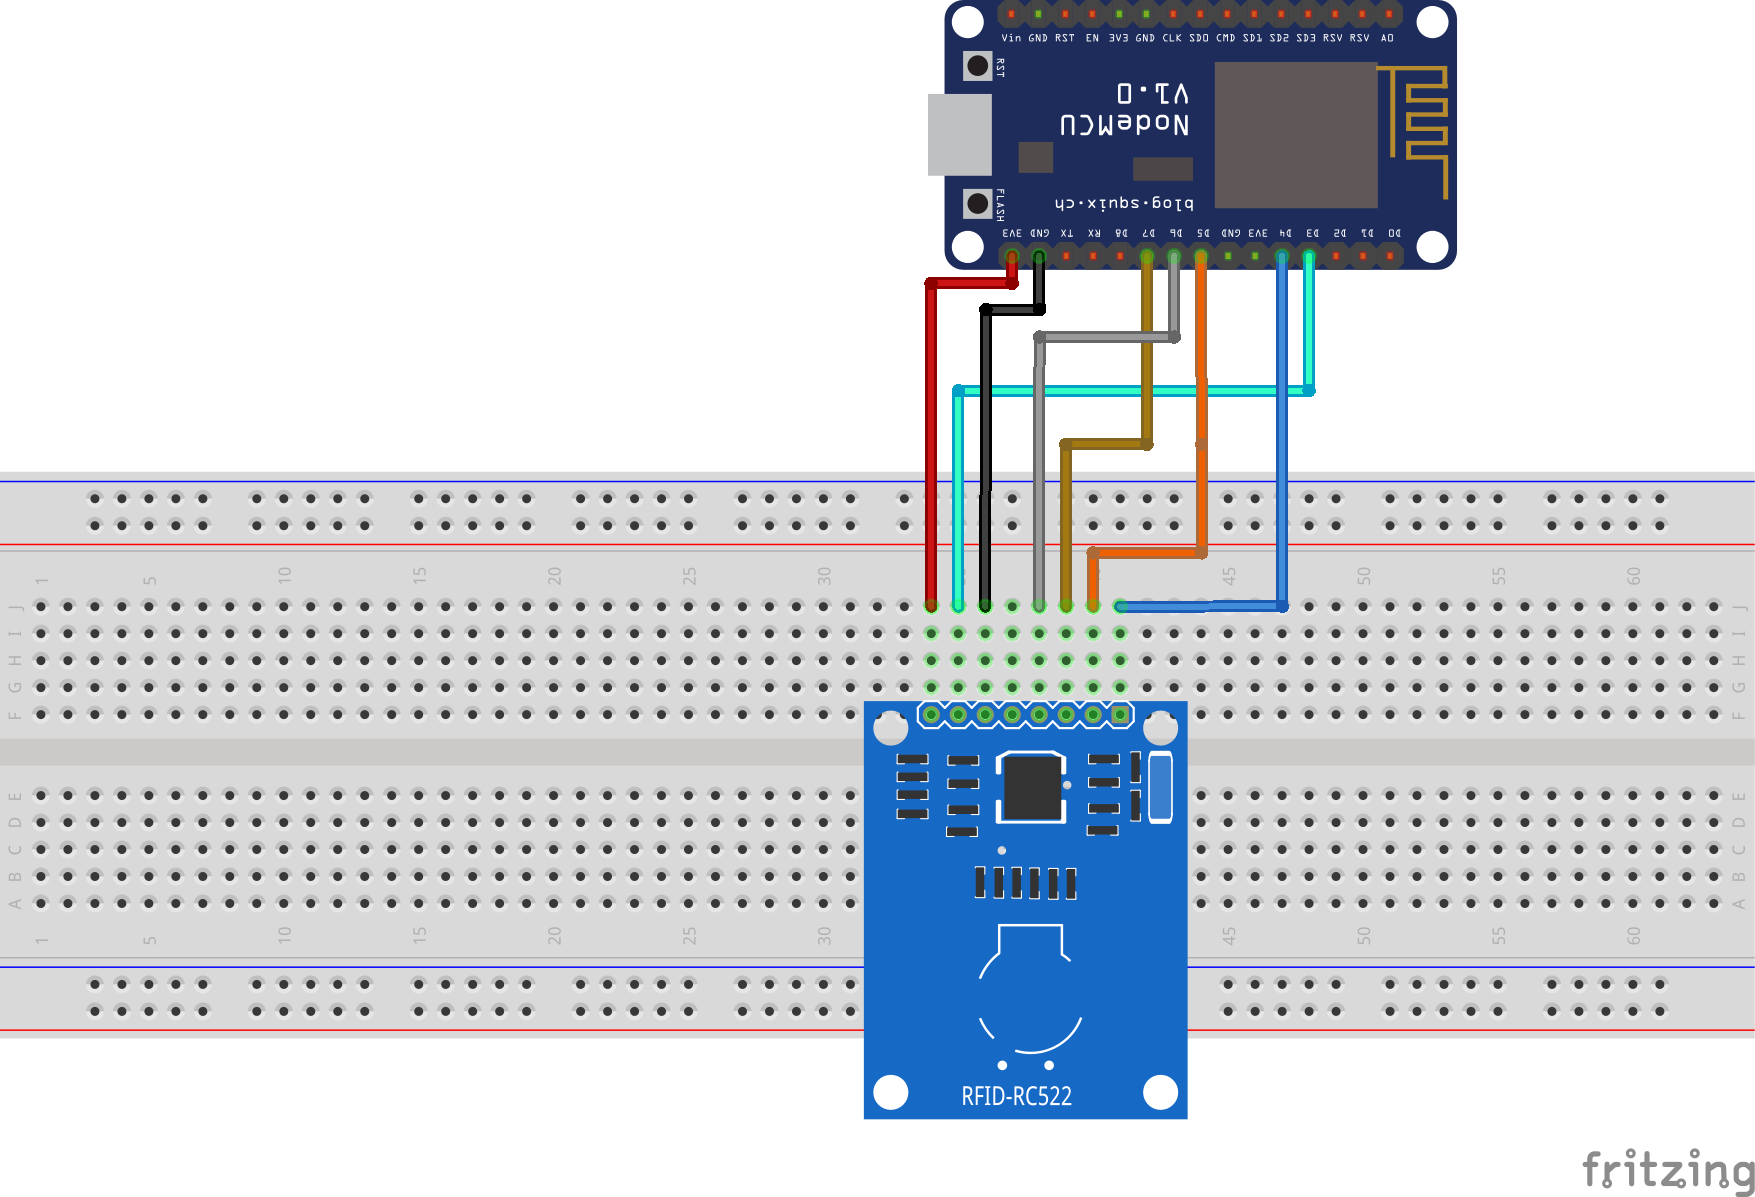 Vin GND RST EN 3V3 GND CLK SD0 CMD SD1 SD2 SD3 RSV RSV A0
RST
V1.0
NodeMCU
FLASH
blog.squix.ch
3V3 GND TX RX D8 D7 D6 D5 GND 3V3 D4 D3 D2 D1 D0
1 5 10 15 20 25 30 45 50 55 60
J J
I I
H H
G G
F F
E E
D D
C C
B B
A A
1 5 10 15 20 25 30 45 50 55 60
RFID-RC522
fritzing